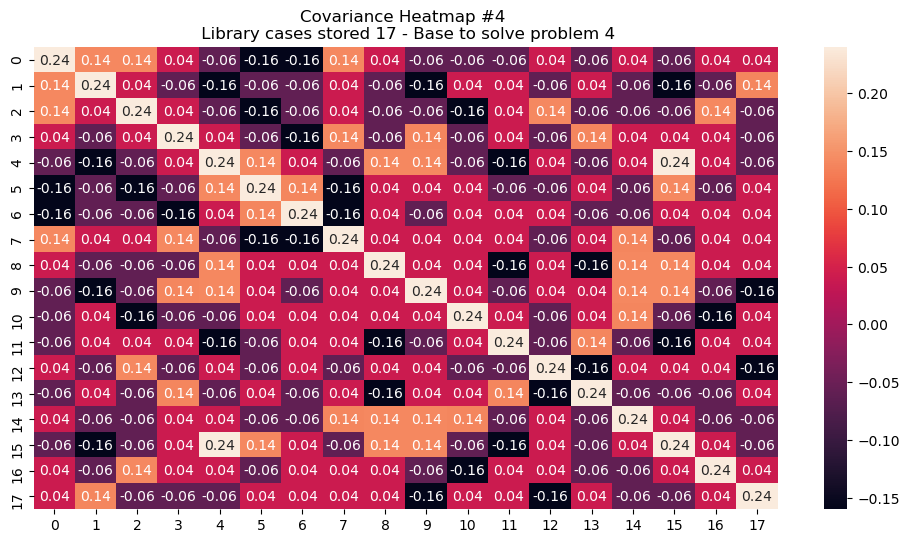 Covariance Heatmap #4
Library cases stored 17 - Base to solve problem 4
0 0.24 0.14 0.14 0.04 -0.06 -0.16 -0.16 0.14 0.04 -0.06 -0.06 -0.06 0.04 -0.06 0.04 -0.06 0.04 0.04
1 0.14 0.24 0.04 -0.06 -0.16 -0.06 -0.06 0.04 -0.06 -0.16 0.04 0.04 -0.06 0.04 -0.06 -0.16 -0.06 0.14
2 0.14 0.04 0.24 0.04 -0.06 -0.16 -0.06 0.04 -0.06 -0.06 -0.16 0.04 0.14 -0.06 -0.06 -0.06 0.14 -0.06
3 0.04 -0.06 0.04 0.24 0.04 -0.06 -0.16 0.14 -0.06 0.14 -0.06 0.04 -0.06 0.14 0.04 0.04 0.04 -0.06
4 -0.06 -0.16 -0.06 0.04 0.24 0.14 0.04 -0.06 0.14 0.14 -0.06 -0.16 0.04 -0.06 0.04 0.24 0.04 -0.06
5 -0.16 -0.06 -0.16 -0.06 0.14 0.24 0.14 -0.16 0.04 0.04 0.04 -0.06 -0.06 0.04 -0.06 0.14 -0.06 0.04
6 -0.16 -0.06 -0.06 -0.16 0.04 0.14 0.24 -0.16 0.04 -0.06 0.04 0.04 0.04 -0.06 -0.06 0.04 0.04 0.04
7 0.14 0.04 0.04 0.14 -0.06 -0.16 -0.16 0.24 0.04 0.04 0.04 0.04 -0.06 0.04 0.14 -0.06 0.04 0.04
8 0.04 -0.06 -0.06 -0.06 0.14 0.04 0.04 0.04 0.24 0.04 0.04 -0.16 0.04 -0.16 0.14 0.14 0.04 0.04
9 -0.06 -0.16 -0.06 0.14 0.14 0.04 -0.06 0.04 0.04 0.24 0.04 -0.06 0.04 0.04 0.14 0.14 -0.06 -0.16
10 -0.06 0.04 -0.16 -0.06 -0.06 0.04 0.04 0.04 0.04 0.04 0.24 0.04 -0.06 0.04 0.14 -0.06 -0.16 0.04
11 -0.06 0.04 0.04 0.04 -0.16 -0.06 0.04 0.04 -0.16 -0.06 0.04 0.24 -0.06 0.14 -0.06 -0.16 0.04 0.04
12 0.04 -0.06 0.14 -0.06 0.04 -0.06 0.04 -0.06 0.04 0.04 -0.06 -0.06 0.24 -0.16 0.04 0.04 0.04 -0.16
13 -0.06 0.04 -0.06 0.14 -0.06 0.04 -0.06 0.04 -0.16 0.04 0.04 0.14 -0.16 0.24 -0.06 -0.06 -0.06 0.04
14 0.04 -0.06 -0.06 0.04 0.04 -0.06 -0.06 0.14 0.14 0.14 0.14 -0.06 0.04 -0.06 0.24 0.04 -0.06 -0.06
15 -0.06 -0.16 -0.06 0.04 0.24 0.14 0.04 -0.06 0.14 0.14 -0.06 -0.16 0.04 -0.06 0.04 0.24 0.04 -0.06
16 0.04 -0.06 0.14 0.04 0.04 -0.06 0.04 0.04 0.04 -0.06 -0.16 0.04 0.04 -0.06 -0.06 0.04 0.24 0.04
17 0.04 0.14 -0.06 -0.06 -0.06 0.04 0.04 0.04 0.04 -0.16 0.04 0.04 -0.16 0.04 -0.06 -0.06 0.04 0.24
0 1 2 3 4 5 6 7 8 9 10 11 12 13 14 15 16 17
0.20
0.15
0.10
0.05
0.00
−0.05
−0.10
−0.15